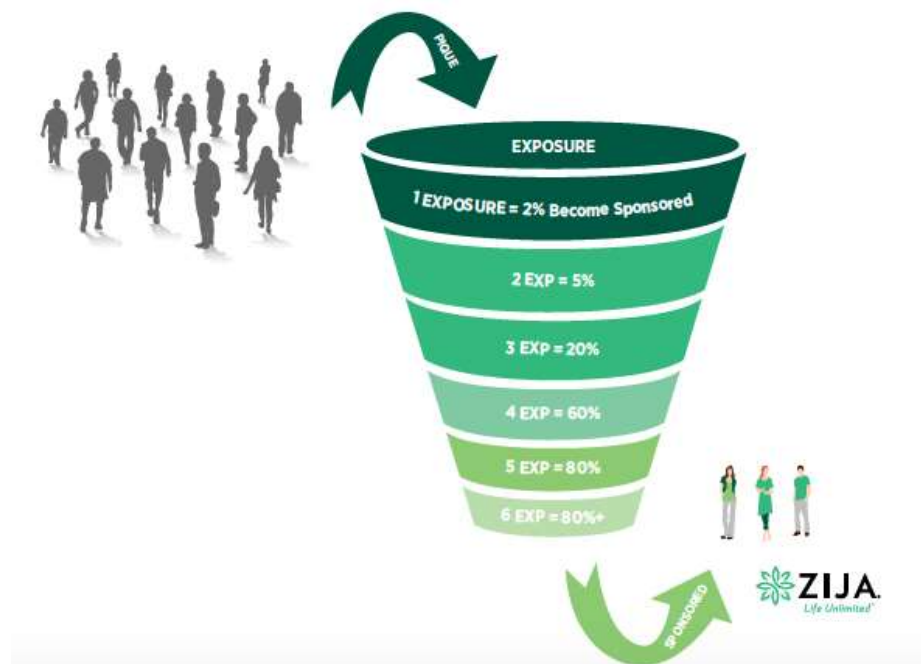 PIQUE
EXPOSURE
1 EXPOSURE = 2% Become Sponsored
2 EXP = 5%
3 EXP = 20%
4 EXP = 60%
5 EXP = 80%
6 EXP = 80%+
SPONSORED
ZIJA.
Life Unlimited